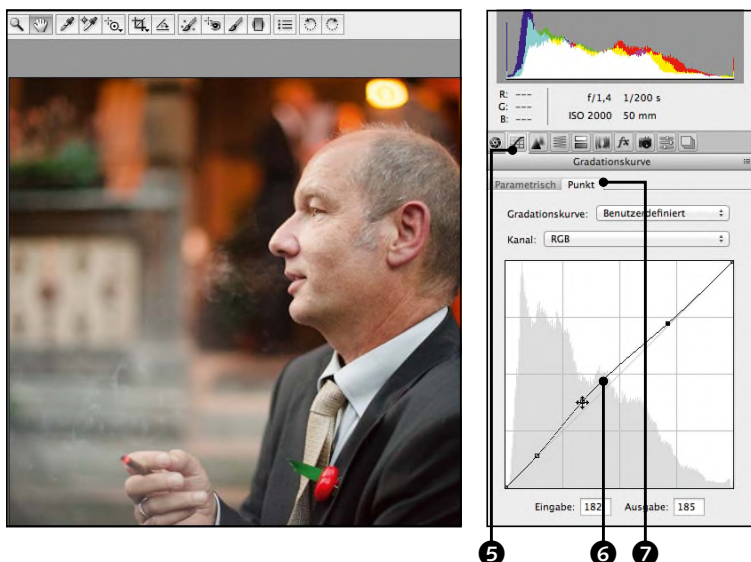 R: ---
G: ---
B: ---
f/1,4 1/200 s
ISO 2000 50 mm
fx
Gradationskurve
Parametrisch Punkt
Gradationskurve: Benutzerdefiniert
Kanal: RGB
Eingabe: 182 Ausgabe: 185
5 6 7